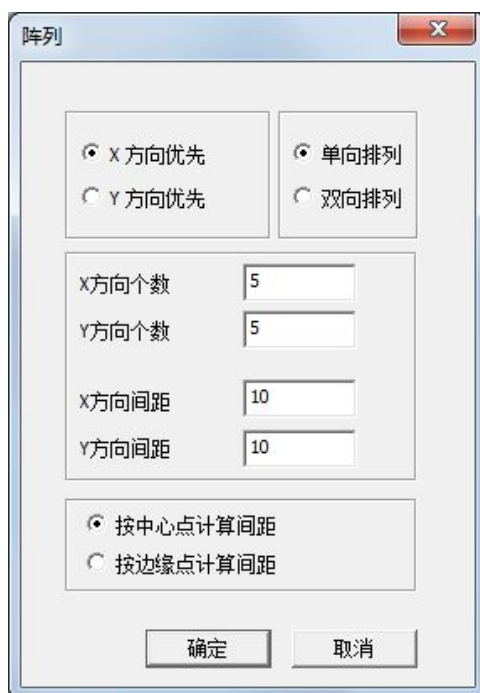 阵列
X 方向优先
单向排列
Y 方向优先
双向排列
X方向个数
5
Y方向个数
5
X方向间距
10
Y方向间距
10
按中心点计算间距
按边缘点计算间距
确定
取消